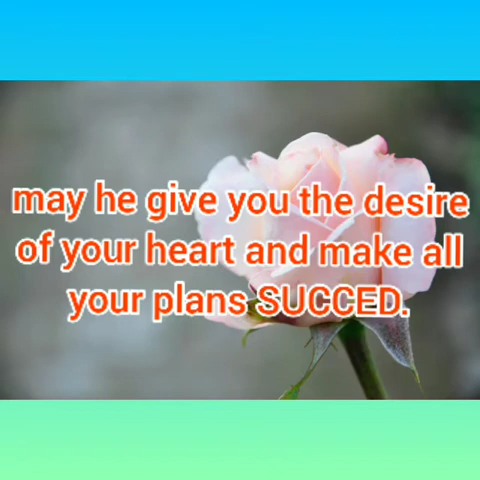 may he give you the desire
of your heart and make all
your plans SUCCED.